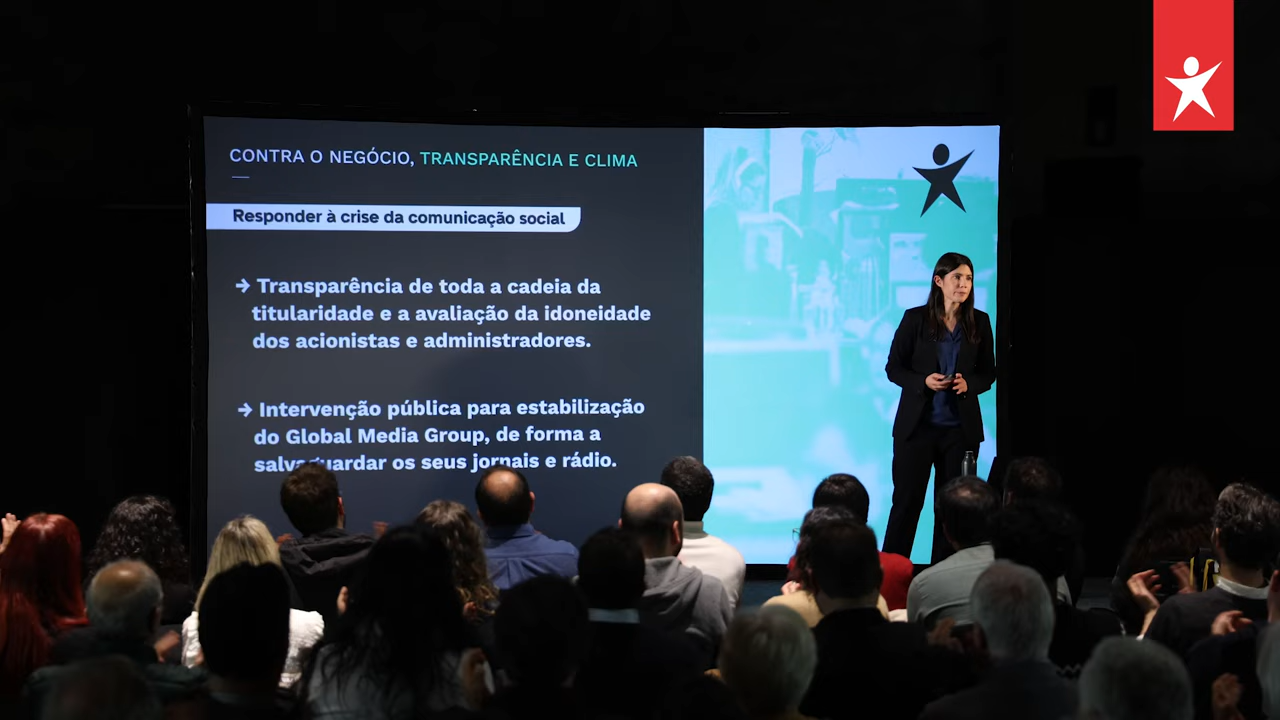 CONTRA O NEGÓCIO, TRANSPARÊNCIA E CLIMA
Responder à crise da comunicação social
→ Transparência de toda a cadeia da
titularidade e a avaliação da idoneidade
dos acionistas e administradores.
→ Intervenção pública para estabilização
do Global Media Group, de forma a
salvaguardar os seus jornais e rádio.